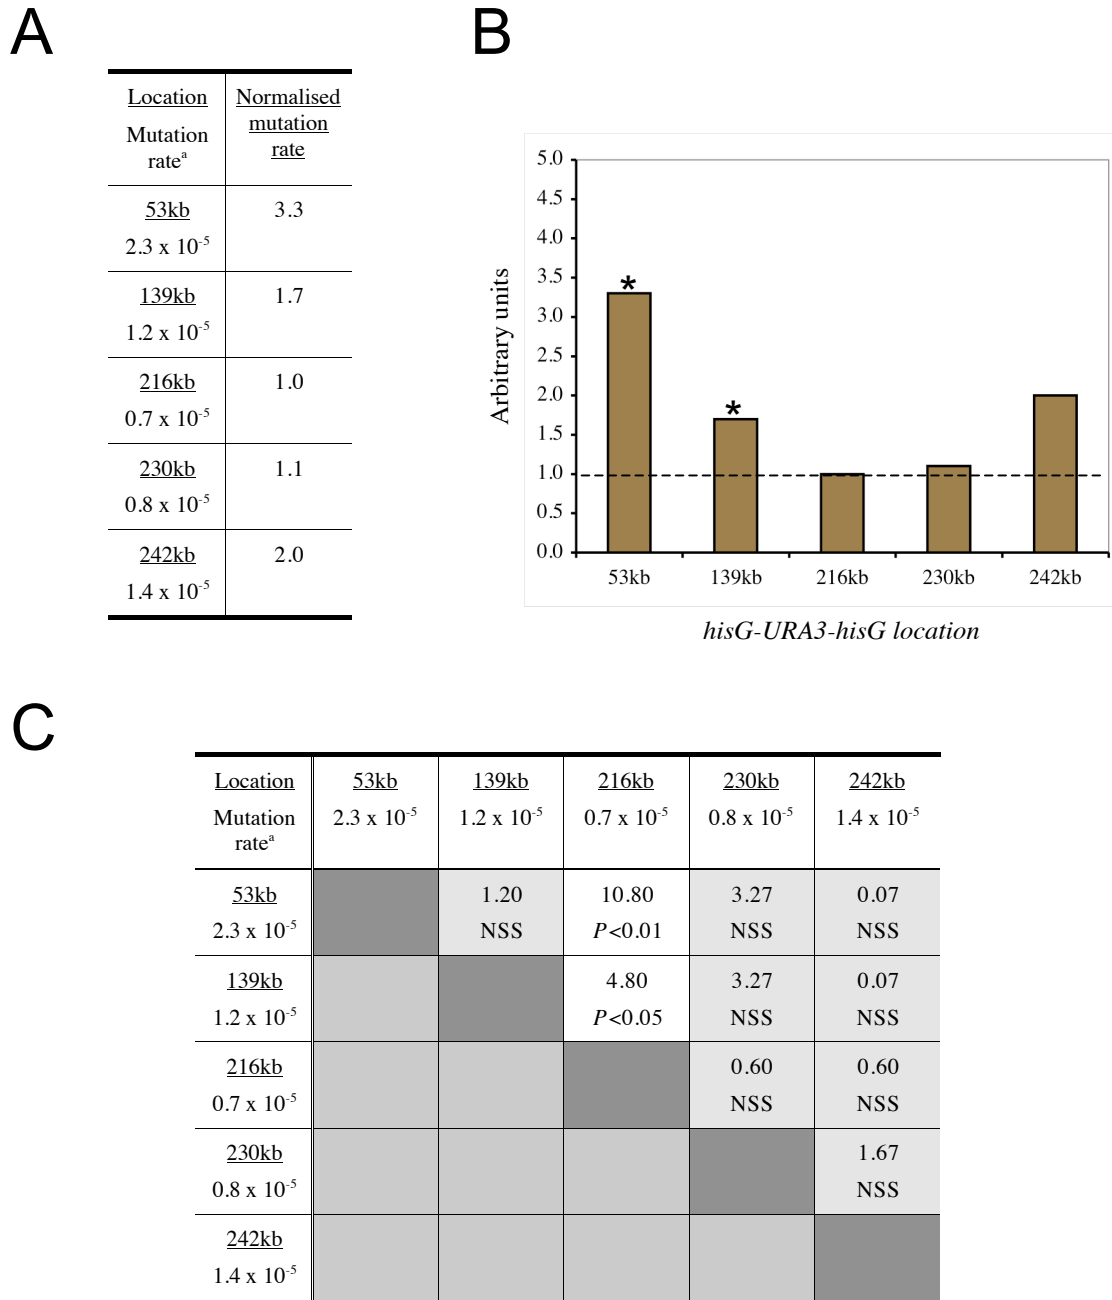 A
Location
Mutation
rateᵃ
Normalised
mutation
rate
53kb
2.3 x 10⁻⁵
3.3
139kb
1.2 x 10⁻⁵
1.7
216kb
0.7 x 10⁻⁵
1.0
230kb
0.8 x 10⁻⁵
1.1
242kb
1.4 x 10⁻⁵
2.0
B
Arbitrary units
5.0
4.5
4.0
3.5
3.0
2.5
2.0
1.5
1.0
0.5
0.0
*
*
53kb 139kb 216kb 230kb 242kb
hisG-URA3-hisG location
C
Location
Mutation
rateᵃ
53kb
2.3 x 10⁻⁵
139kb
1.2 x 10⁻⁵
216kb
0.7 x 10⁻⁵
230kb
0.8 x 10⁻⁵
242kb
1.4 x 10⁻⁵
53kb
2.3 x 10⁻⁵
1.20
NSS
10.80
P<0.01
3.27
NSS
0.07
NSS
139kb
1.2 x 10⁻⁵
4.80
P<0.05
3.27
NSS
0.07
NSS
216kb
0.7 x 10⁻⁵
0.60
NSS
0.60
NSS
230kb
0.8 x 10⁻⁵
1.67
NSS
242kb
1.4 x 10⁻⁵